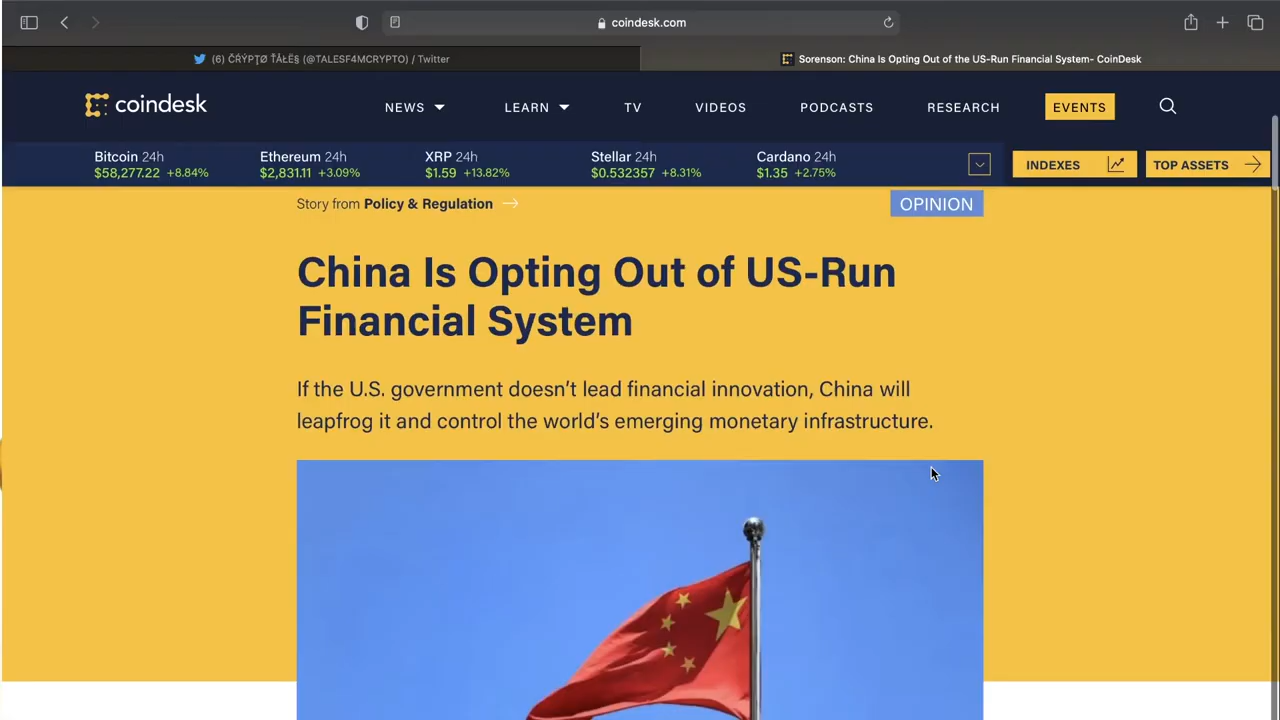 coindesk.com
(6) ČŘÝPŢØ ŤÅŁË§ (@TALESF4MCRYPTO) / Twitter
Sorenson: China Is Opting Out of the US-Run Financial System- CoinDesk
coindesk
NEWS
LEARN
TV
VIDEOS
PODCASTS
RESEARCH
EVENTS
Bitcoin 24h
$58,277.22 +8.84%
Ethereum 24h
$2,831.11 +3.09%
XRP 24h
$1.59 +13.82%
Stellar 24h
$0.532357 +8.31%
Cardano 24h
$1.35 +2.75%
INDEXES
TOP ASSETS
Story from Policy & Regulation
OPINION
China Is Opting Out of US-Run
Financial System
If the U.S. government doesn't lead financial innovation, China will
leapfrog it and control the world's emerging monetary infrastructure.